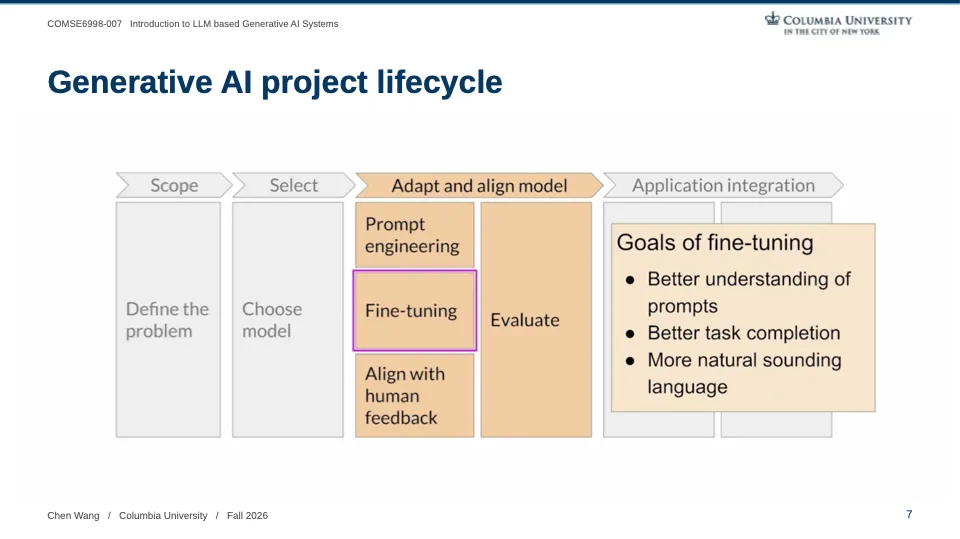 COMSE6998-007 Introduction to LLM based Generative AI Systems
COLUMBIA UNIVERSITY
IN THE CITY OF NEW YORK
Generative AI project lifecycle
Scope
Select
Adapt and align model
Application integration
Define the
problem
Choose
model
Prompt
engineering
Fine-tuning
Align with
human
feedback
Evaluate
Goals of fine-tuning
● Better understanding of
prompts
● Better task completion
● More natural sounding
language
Chen Wang / Columbia University / Fall 2026
7